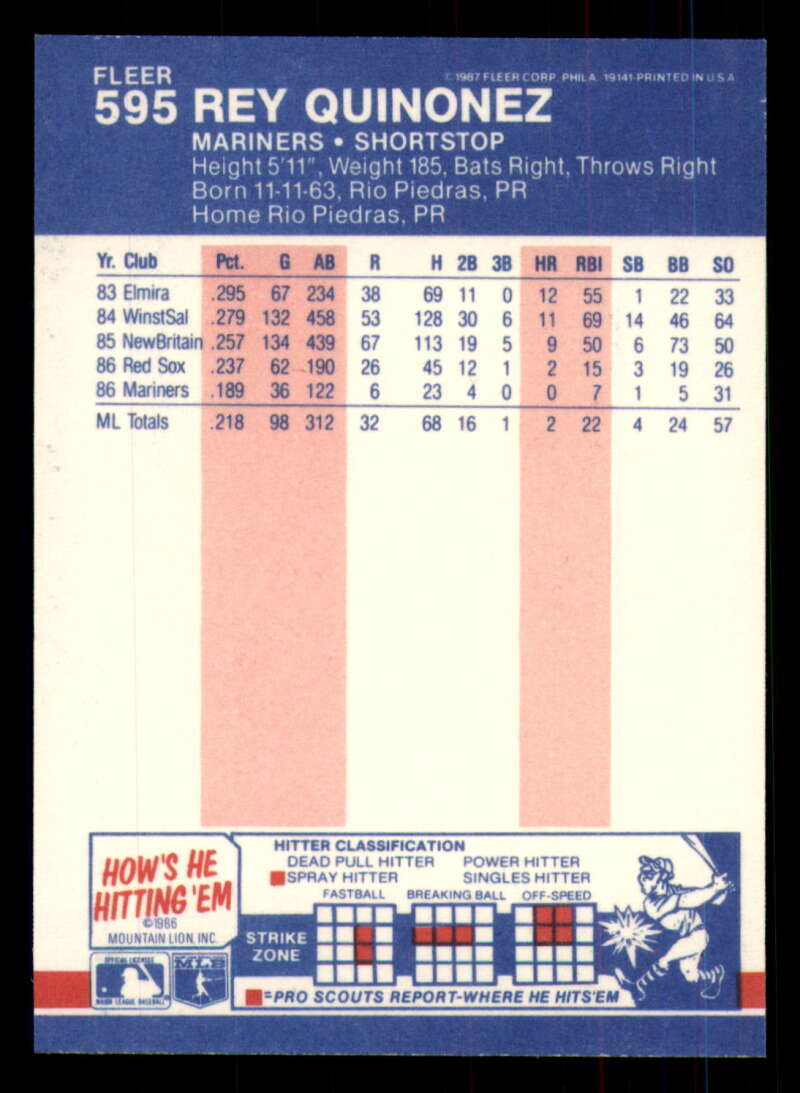 FLEER
© 1987 FLEER CORP. PHILA. 19141-PRINTED IN U S A
595 REY QUINONEZ
MARINERS • SHORTSTOP
Height 5'11", Weight 185, Bats Right, Throws Right
Born 11-11-63, Rio Piedras, PR
Home Rio Piedras, PR
Yr. Club Pct. G AB R H 2B 3B HR RBI SB BB SO
83 Elmira .295 67 234 38 69 11 0 12 55 1 22 33
84 WinstSal .279 132 458 53 128 30 6 11 69 14 46 64
85 NewBritain .257 134 439 67 113 19 5 9 50 6 73 50
86 Red Sox .237 62 190 26 45 12 1 2 15 3 19 26
86 Mariners .189 36 122 6 23 4 0 0 7 1 5 31
ML Totals .218 98 312 32 68 16 1 2 22 4 24 57
HOW'S HE
HITTING 'EM
©1986
MOUNTAIN LION, INC.
HITTER CLASSIFICATION
DEAD PULL HITTER POWER HITTER
SPRAY HITTER SINGLES HITTER
FASTBALL BREAKING BALL OFF-SPEED
STRIKE
ZONE
=PRO SCOUTS REPORT-WHERE HE HITS'EM
OFFICIAL LICENSEE
MAJOR LEAGUE BASEBALL
MLB